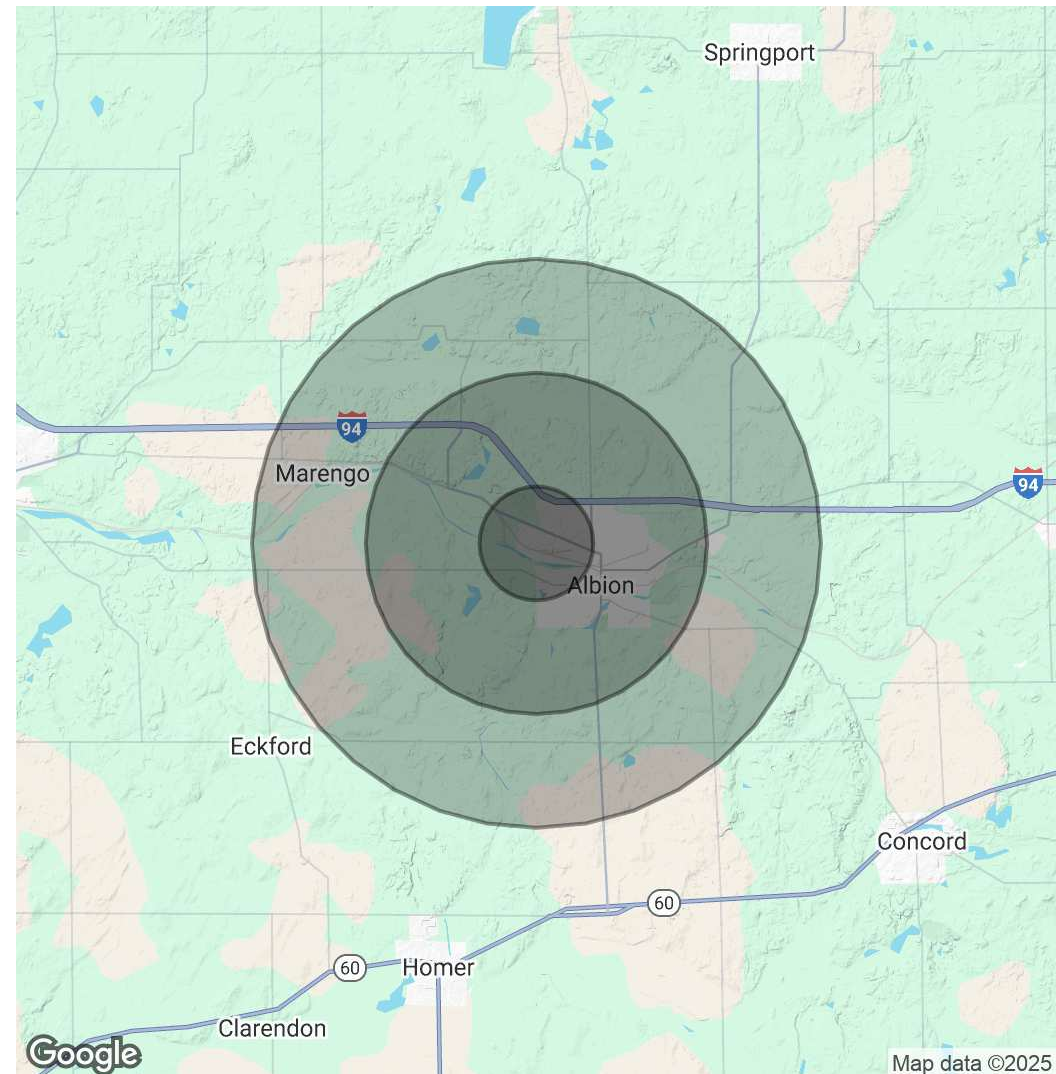 Springport
94
Marengo
94
Albion
Eckford
Concord
60
60
Homer
Clarendon
Google
Map data ©2025